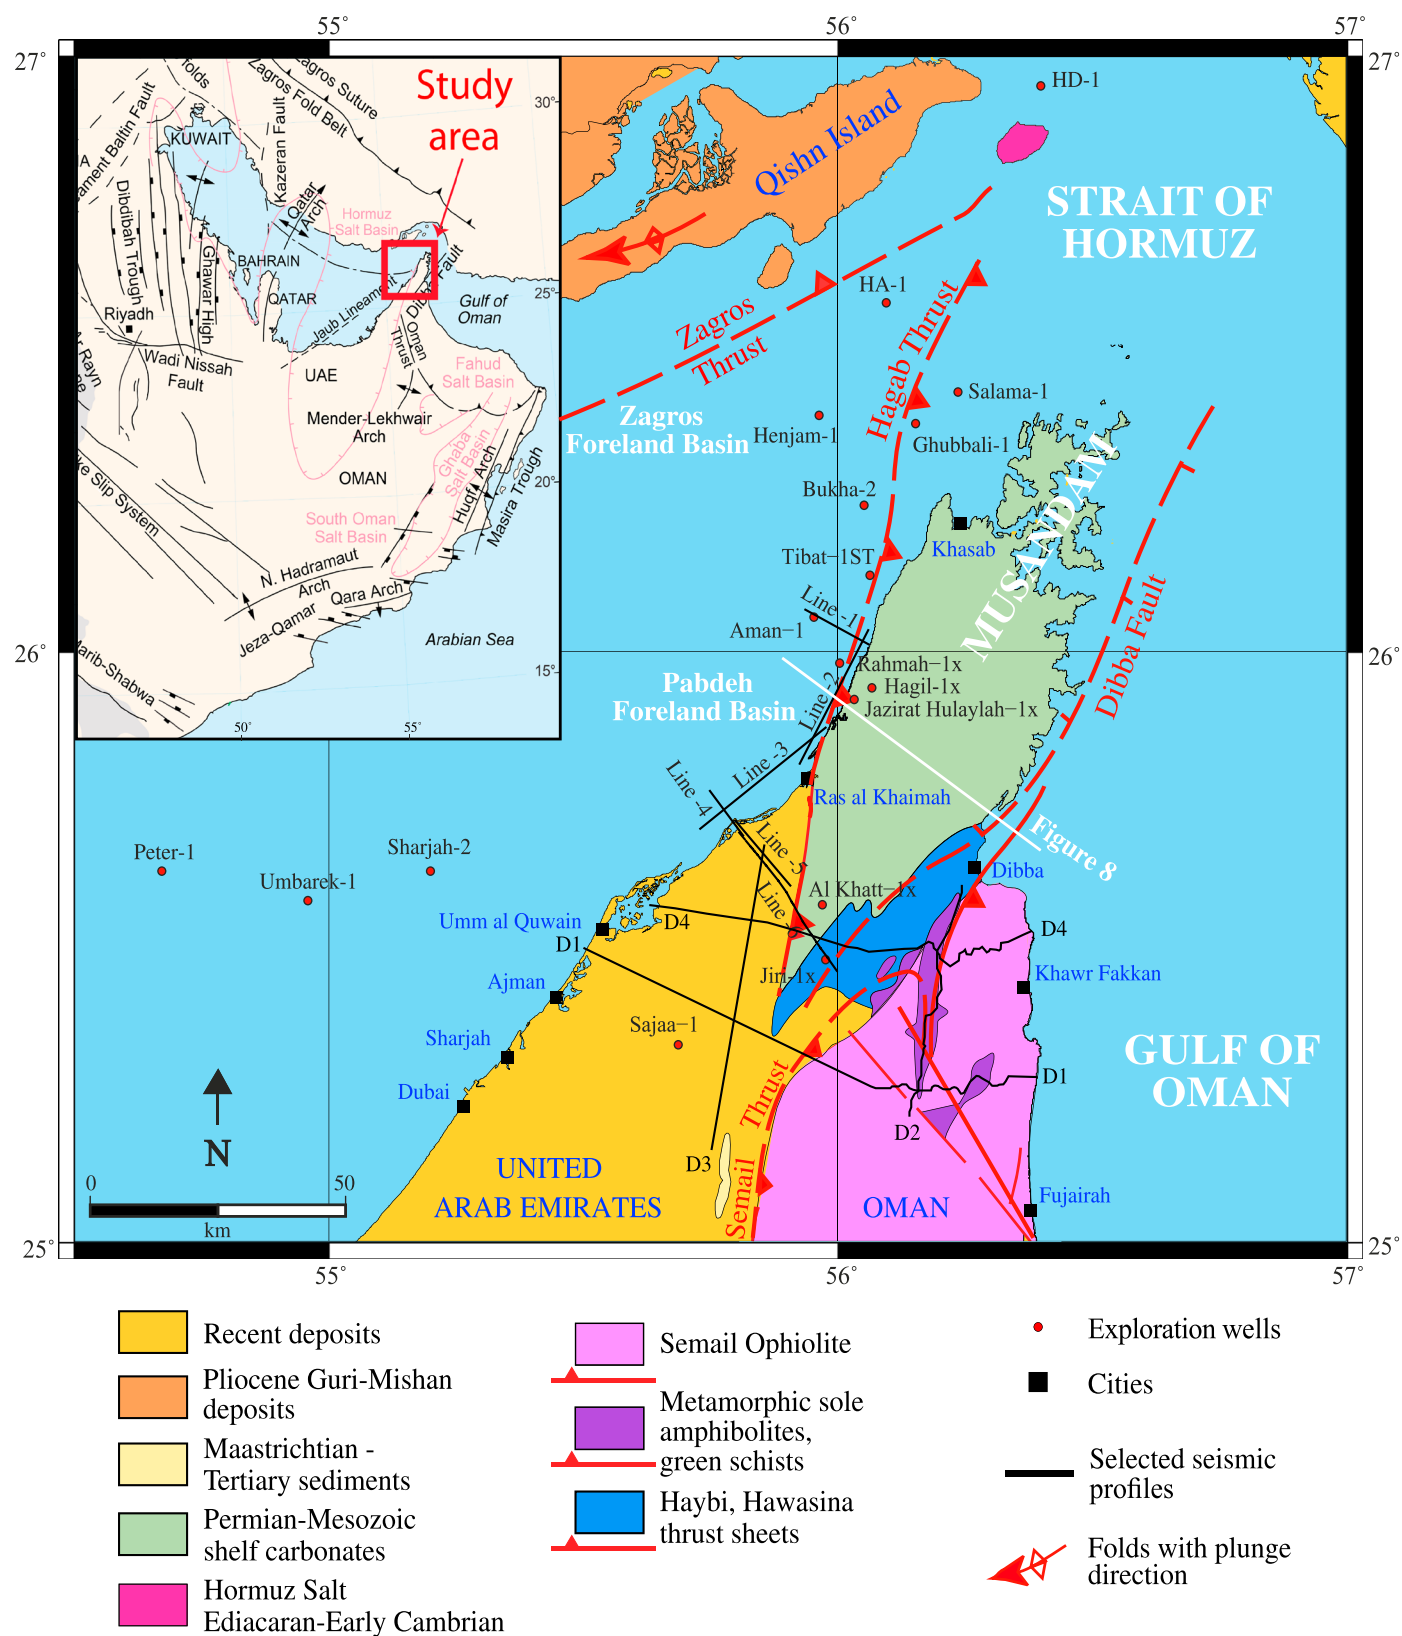 55°
56°
57°
27°
27°
Study
area
30°
25°
20°
15°
50°
55°
folds
Zagros Suture
Zagros Fold Belt
Kazeran Fault
KUWAIT
Qatar
Arch
Hormuz
Salt Basin
Dibdibah Trough
Ghawar High
BAHRAIN
QATAR
Jaub Lineament
Gulf of
Oman
Riyadh
Wadi Nissah
Fault
Oman
Thrust
UAE
Fahud
Salt Basin
Mender-Lekhwair
Arch
Ghaba
Salt Basin
OMAN
Huqf Arch
Masira Trough
South Oman
Salt Basin
N. Hadramaut
Arch
Qara Arch
Jeza-Qamar
Arabian Sea
Slip System
HD-1
Qishn Island
STRAIT OF
HORMUZ
HA-1
Zagros
Thrust
Hagab Thrust
Salama-1
Zagros
Foreland Basin
Henjam-1
Ghubbali-1
Bukha-2
Khasab
MUSANDAM
Tibat-1ST
Line -1
Aman-1
Dibba Fault
26°
26°
Rahmah-1x
Pabdeh
Foreland Basin
Hagil-1x
Jazirat Hulaylah-1x
Line -2
Line -3
Line -4
Ras al Khaimah
Figure 8
Peter-1
Sharjah-2
Umbarek-1
Line -5
Dibba
Al Khatt-1x
Umm al Quwain
D1
D4
D4
Jiri-1x
Khawr Fakkan
Ajman
Sajaa-1
Sharjah
GULF OF
OMAN
Dubai
D1
D2
Semail Thrust
N
D3
UNITED
ARAB EMIRATES
OMAN
Fujairah
0
50
km
25°
25°
55°
56°
57°
Recent deposits
Pliocene Guri-Mishan
deposits
Maastrichtian -
Tertiary sediments
Permian-Mesozoic
shelf carbonates
Hormuz Salt
Ediacaran-Early Cambrian
Semail Ophiolite
Metamorphic sole
amphibolites,
green schists
Haybi, Hawasina
thrust sheets
Exploration wells
Cities
Selected seismic
profiles
Folds with plunge
direction